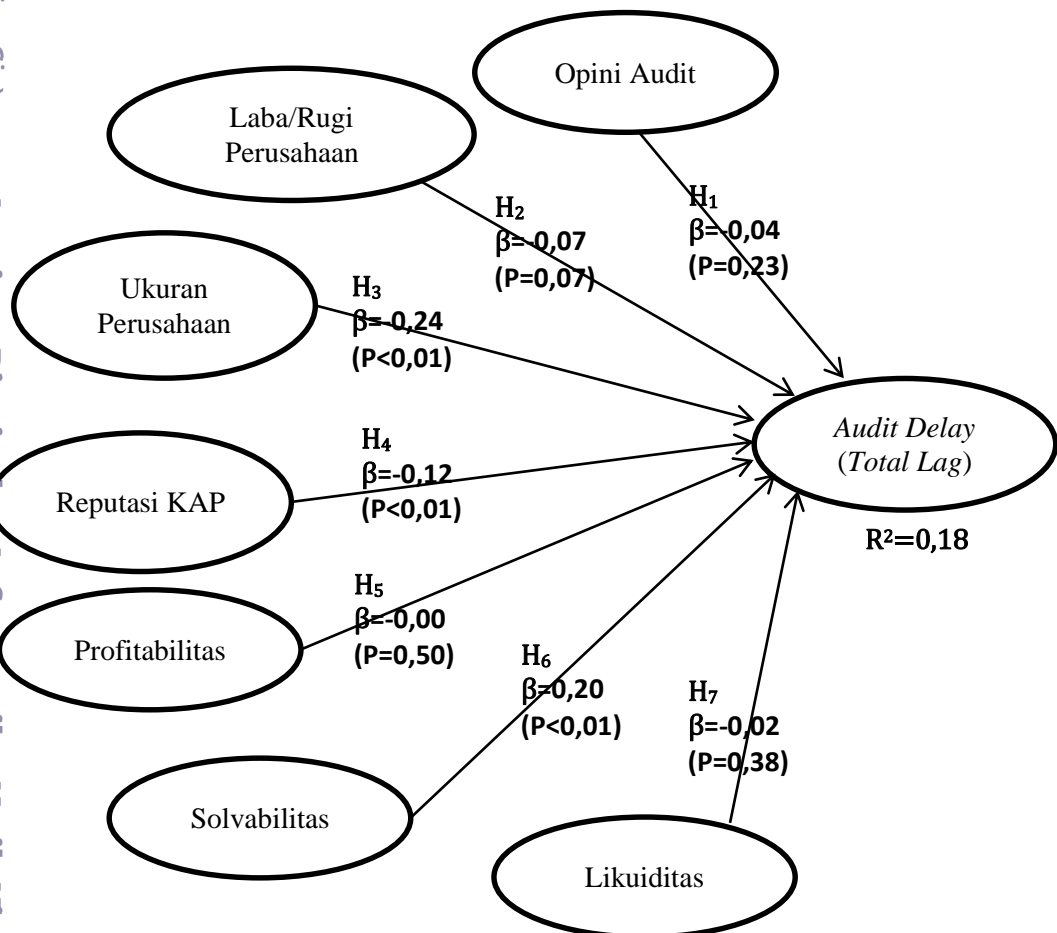 Opini Audit
Laba/Rugi
Perusahaan
H₁
β=-0,04
(P=0,23)
H₂
β=-0,07
(P=0,07)
Ukuran
Perusahaan
H₃
β=-0,24
(P<0,01)
Audit Delay
(Total Lag)
R²=0,18
H₄
β=-0,12
(P<0,01)
Reputasi KAP
H₅
β=-0,00
(P=0,50)
Profitabilitas
H₆
β=0,20
(P<0,01)
H₇
β=-0,02
(P=0,38)
Solvabilitas
Likuiditas